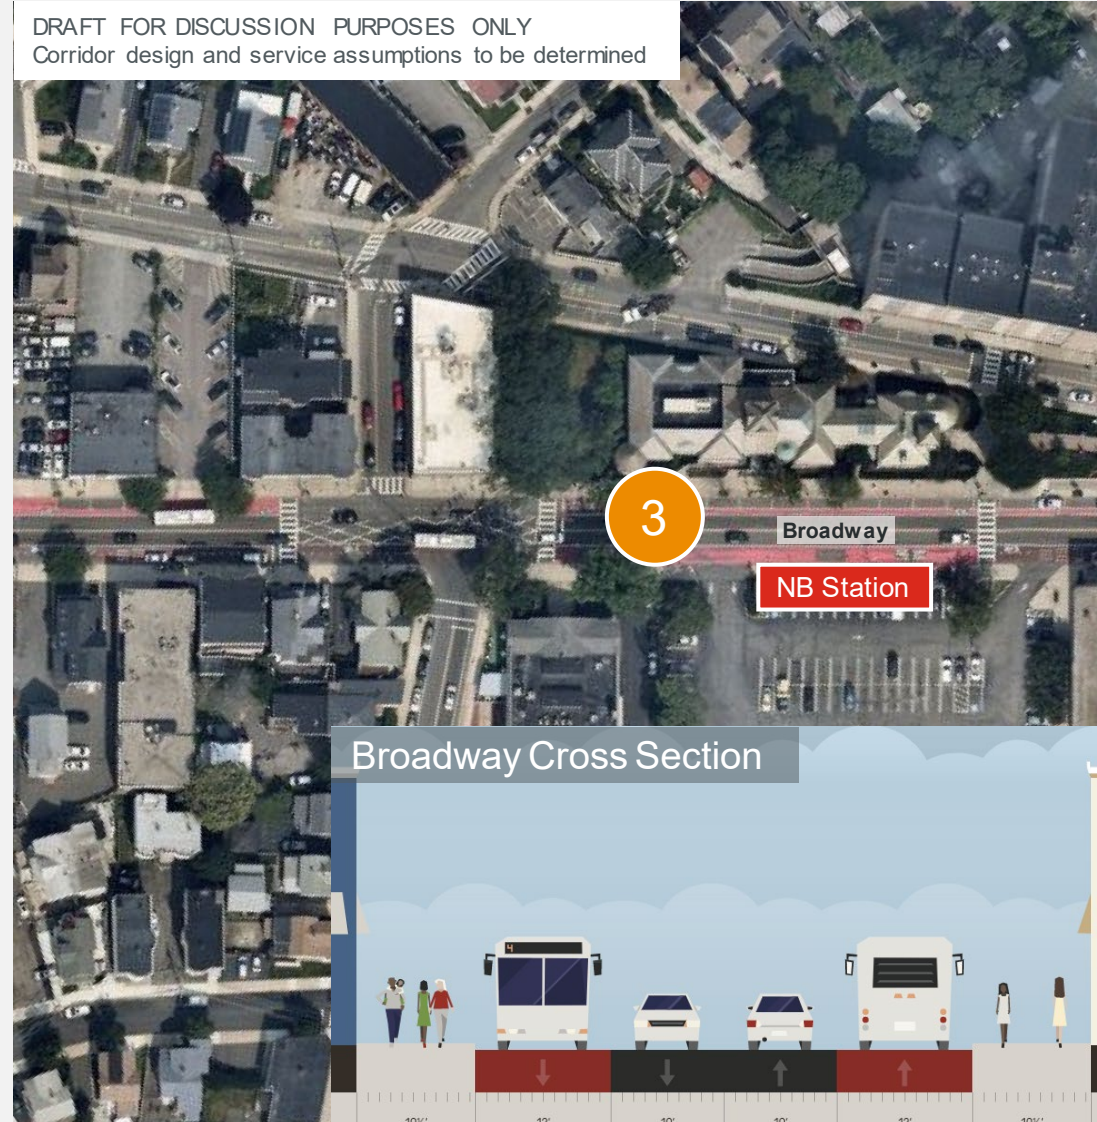 DRAFT FOR DISCUSSION PURPOSES ONLY
Corridor design and service assumptions to be determined
3
Broadway
NB Station
Broadway Cross Section
4